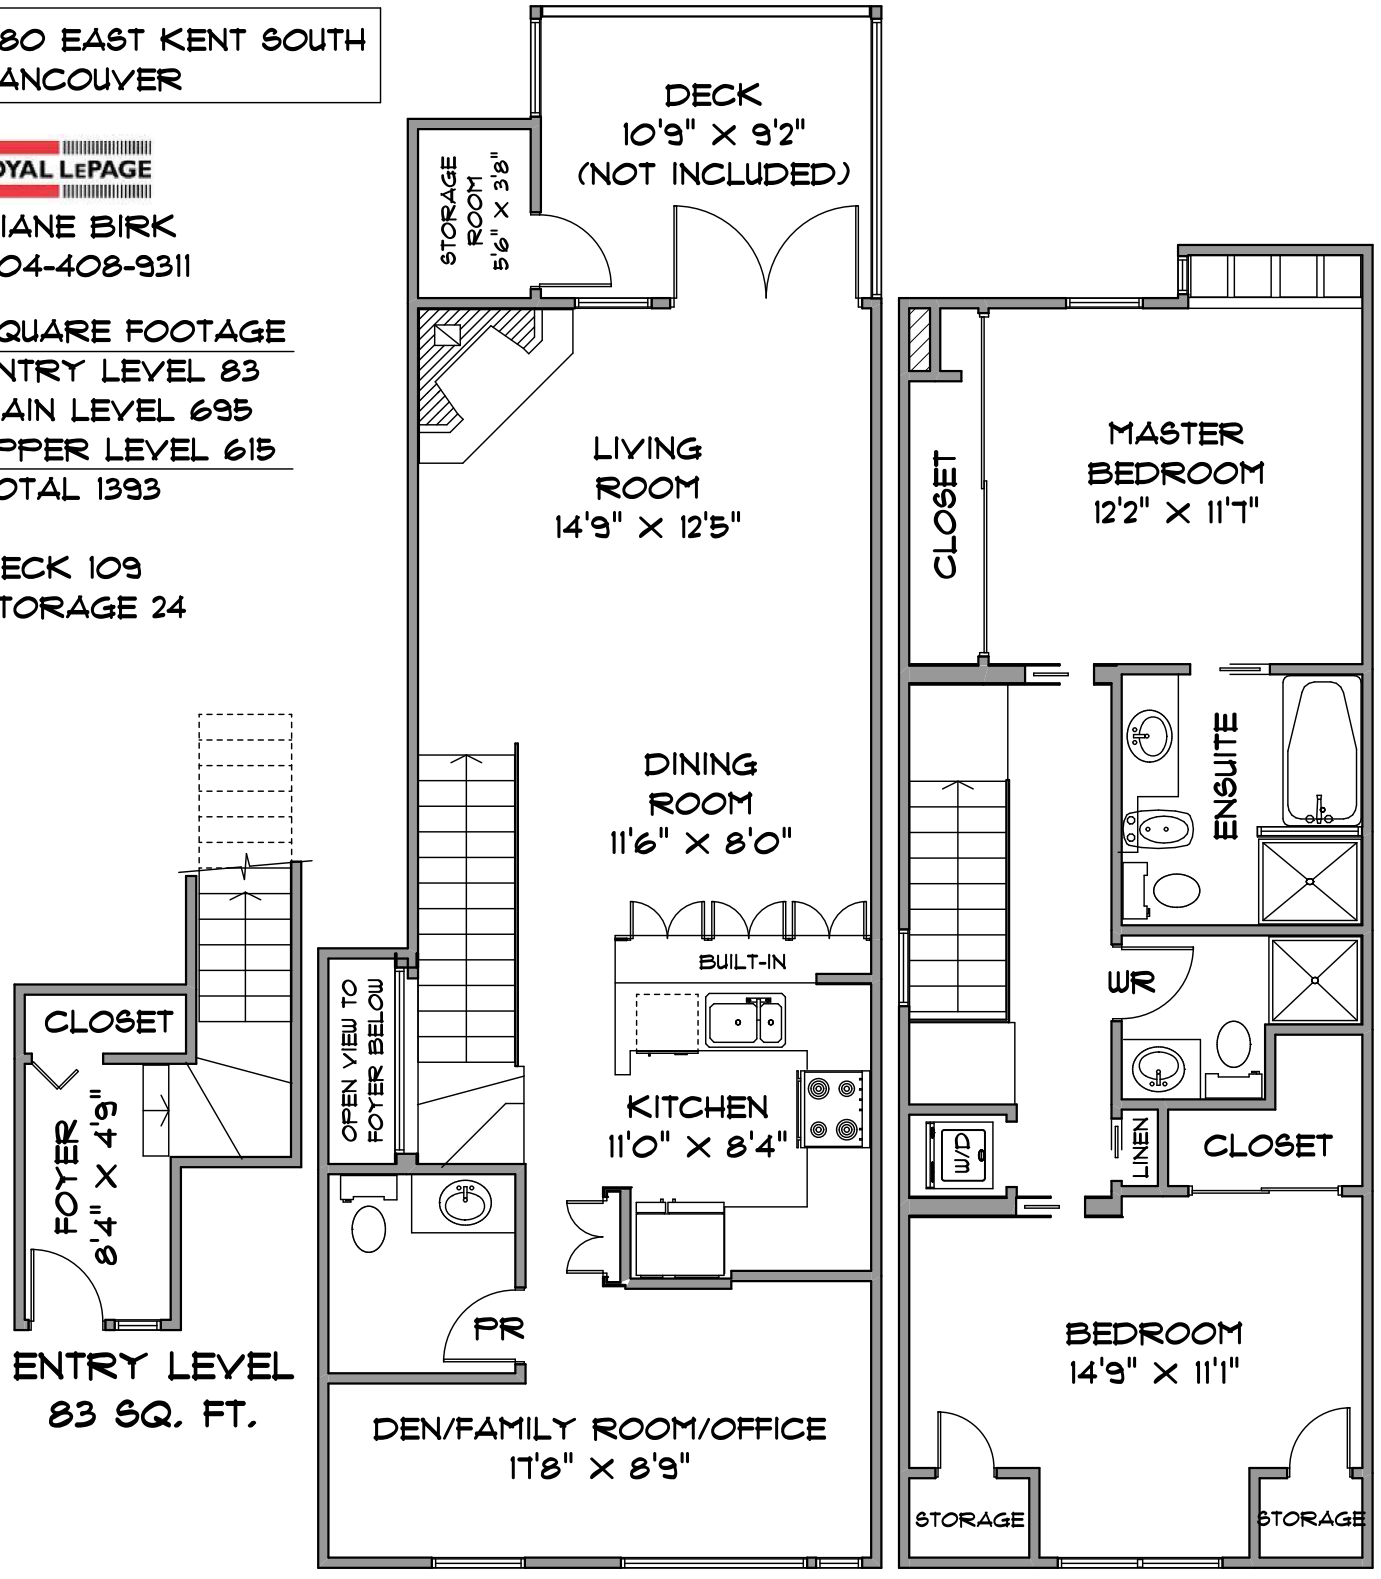 80 EAST KENT SOUTH
ANCOUVER
OYAL LEPAGE
IANE BIRK
04-408-9311
QUARE FOOTAGE
NTRY LEVEL 83
AIN LEVEL 695
PPER LEVEL 615
OTAL 1393
ECK 109
TORAGE 24
DECK
10'9" X 9'2"
(NOT INCLUDED)
STORAGE
ROOM
5'6" X 3'8"
LIVING
ROOM
14'9" X 12'5"
DINING
ROOM
11'6" X 8'0"
BUILT-IN
OPEN VIEW TO
FOYER BELOW
KITCHEN
11'0" X 8'4"
PR
DEN/FAMILY ROOM/OFFICE
17'8" X 8'9"
CLOSET
FOYER
8'4" X 4'9"
ENTRY LEVEL
83 SQ. FT.
MASTER
BEDROOM
12'2" X 11'7"
CLOSET
ENSUITE
WR
W/D
LINEN
CLOSET
BEDROOM
14'9" X 11'1"
STORAGE
STORAGE